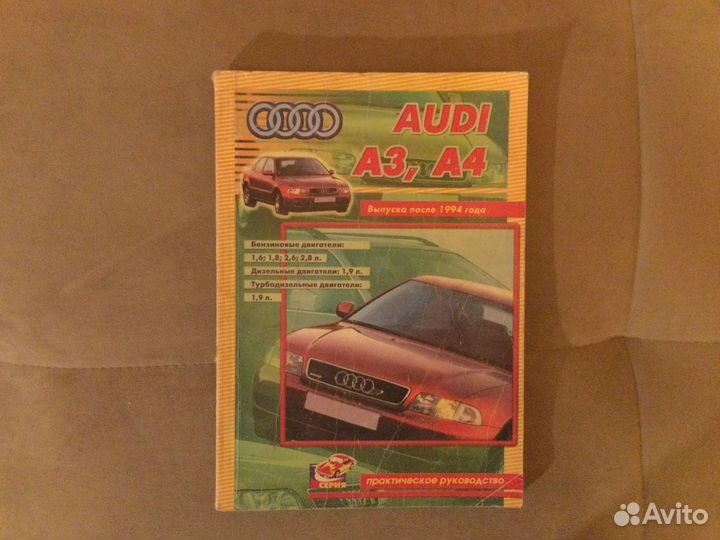 AUDI
A3, A4
Выпуска после 1994 года
Бензиновые двигатели:
1,6; 1,8; 2,6; 2,8 л.
Дизельные двигатели: 1,9 л.
Турбодизельные двигатели:
1,9 л.
СЕРИЯ
практическое руководство
Avito